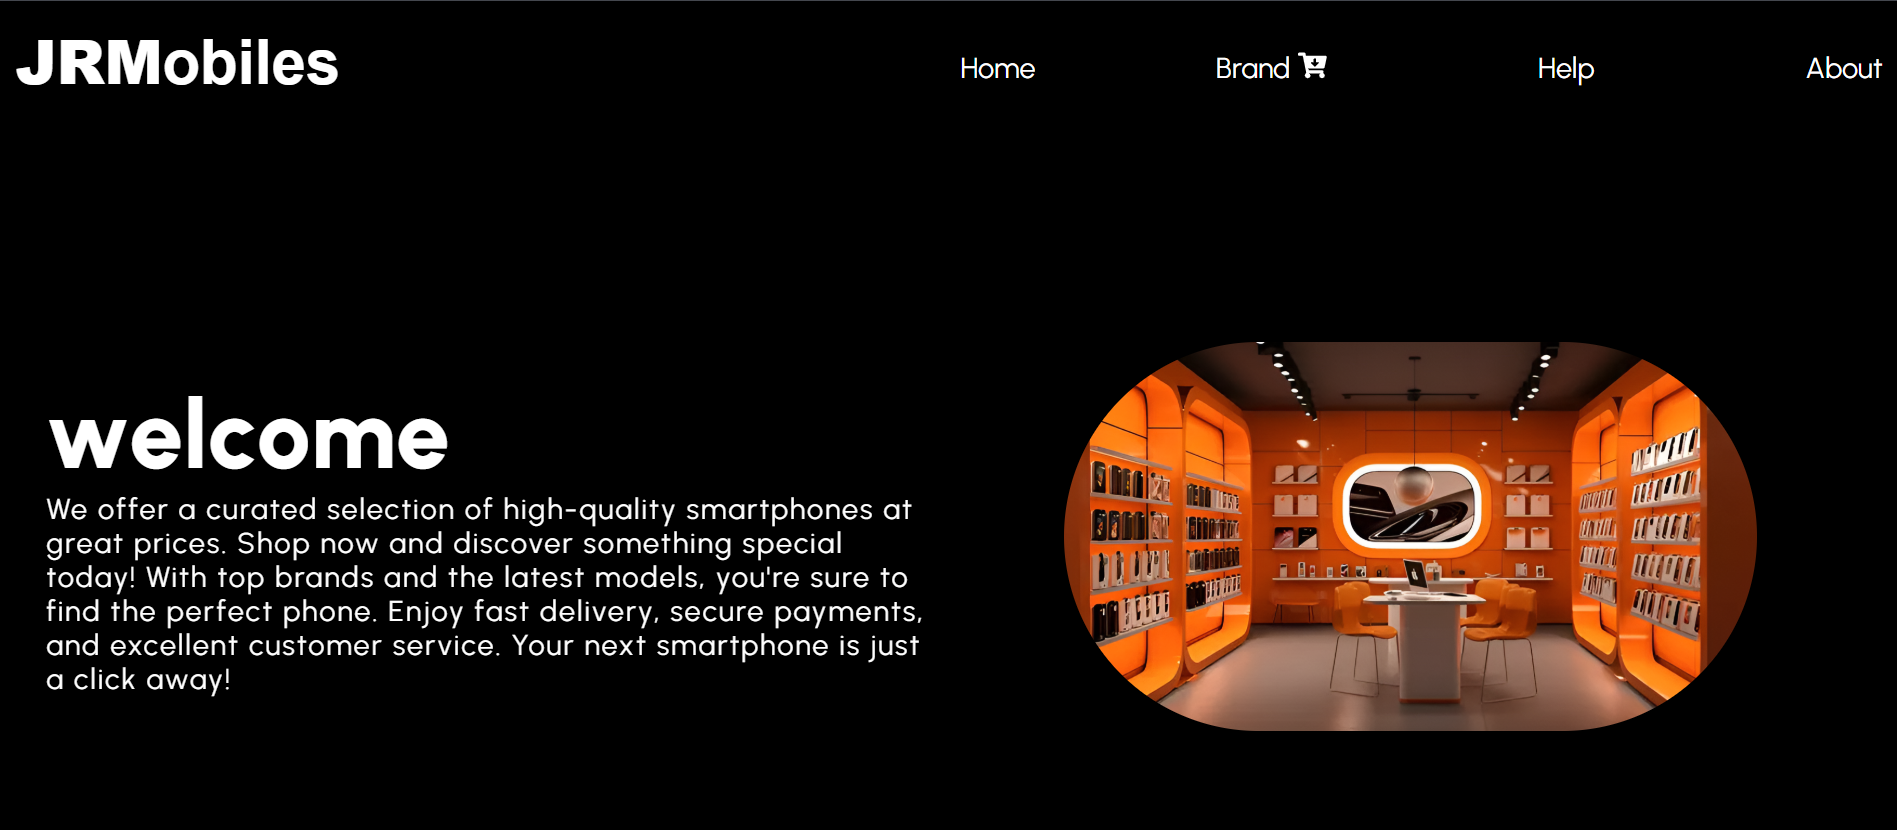 JRMobiles
Home
Brand
Help
About
welcome
We offer a curated selection of high-quality smartphones at
great prices. Shop now and discover something special
today! With top brands and the latest models, you're sure to
find the perfect phone. Enjoy fast delivery, secure payments,
and excellent customer service. Your next smartphone is just
a click away!